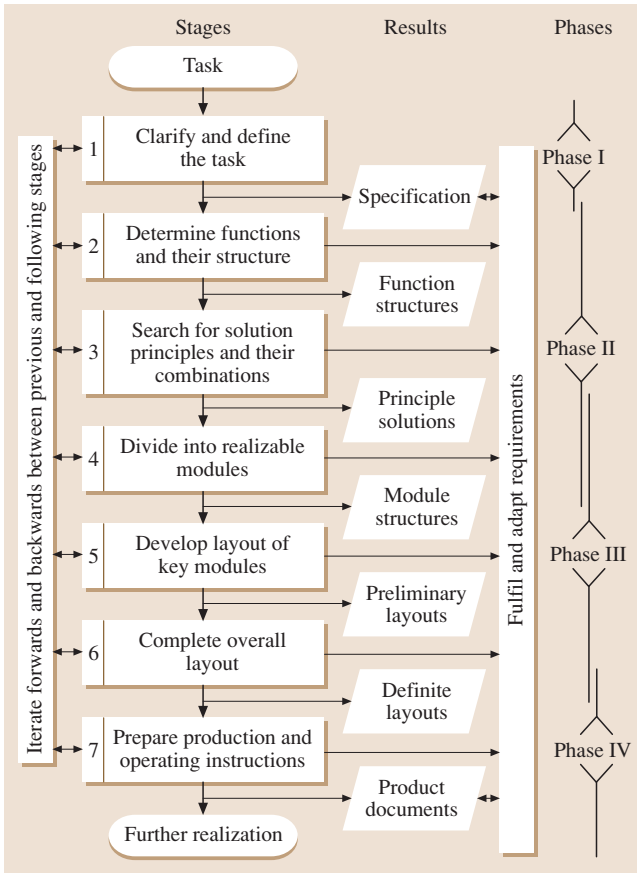 Stages
Results
Phases
Task
Iterate forwards and backwards between previous and following stages
1
Clarify and define
the task
Specification
2
Determine functions
and their structure
Function
structures
3
Search for solution
principles and their
combinations
Principle
solutions
4
Divide into realizable
modules
Module
structures
5
Develop layout of
key modules
Preliminary
layouts
6
Complete overall
layout
Definite
layouts
7
Prepare production and
operating instructions
Product
documents
Further realization
Fulfil and adapt requirements
Phase I
Phase II
Phase III
Phase IV